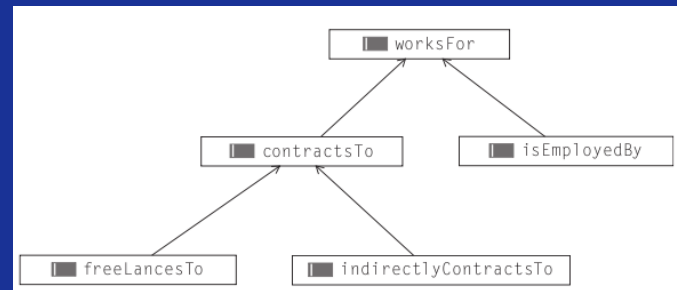 worksFor
contractsTo
isEmployedBy
freeLancesTo
indirectlyContractsTo